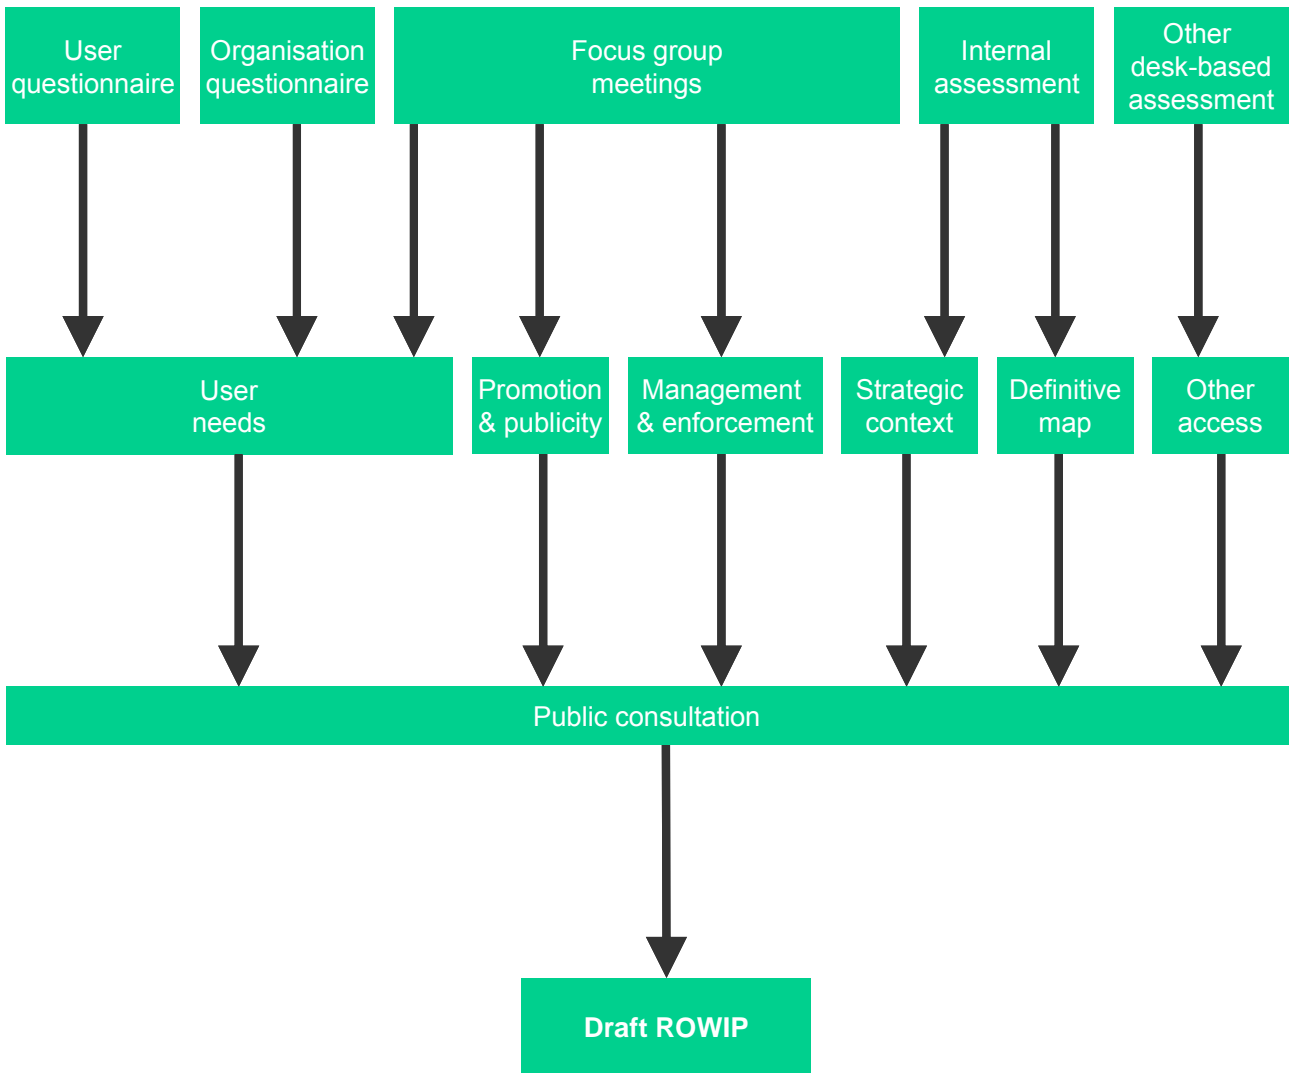 User
questionnaire
Organisation
questionnaire
Focus group
meetings
Internal
assessment
Other
desk-based
assessment
User
needs
Promotion
& publicity
Management
& enforcement
Strategic
context
Definitive
map
Other
access
Public consultation
Draft ROWIP